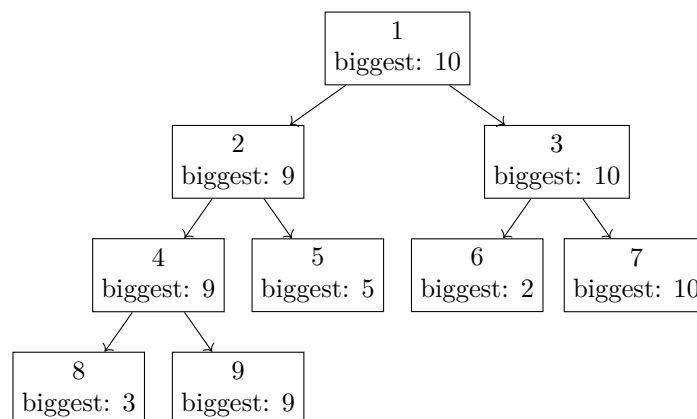 1
biggest: 10
2
biggest: 9
3
biggest: 10
4
biggest: 9
5
biggest: 5
6
biggest: 2
7
biggest: 10
8
biggest: 3
9
biggest: 9